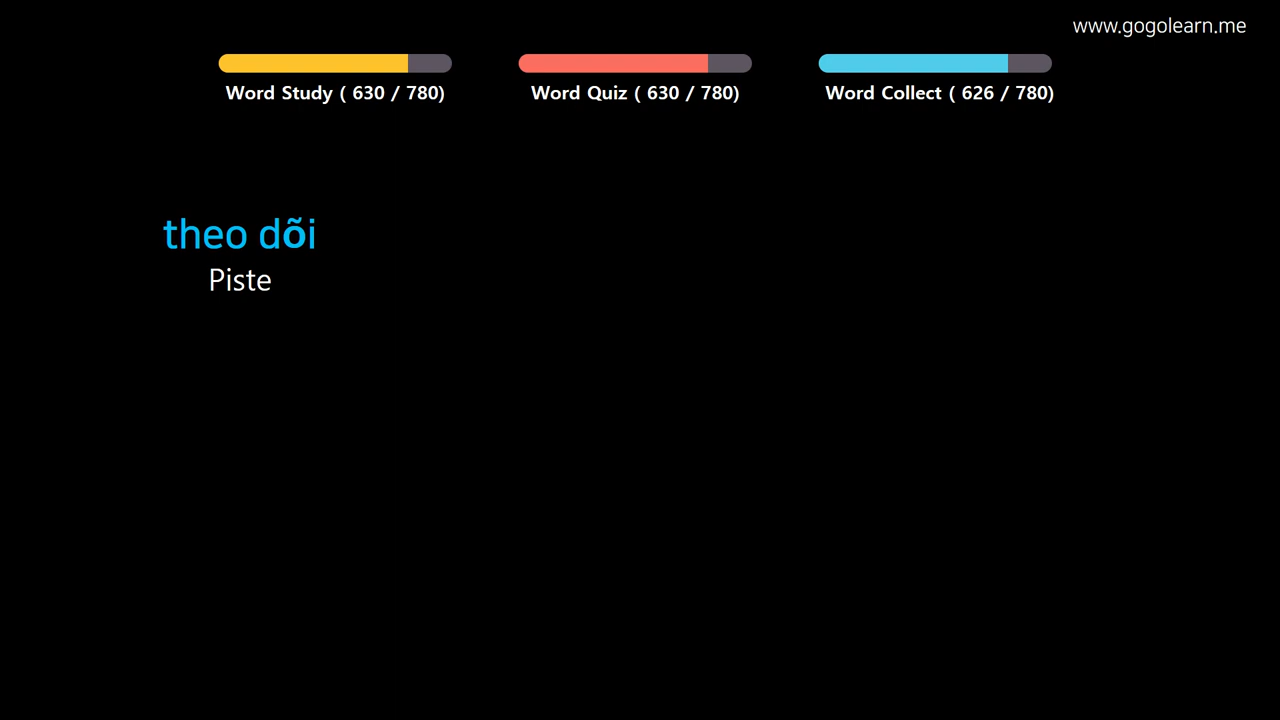 www.gogolearn.me
Word Study ( 630 / 780)
Word Quiz ( 630 / 780)
Word Collect ( 626 / 780)
theo dõi
Piste